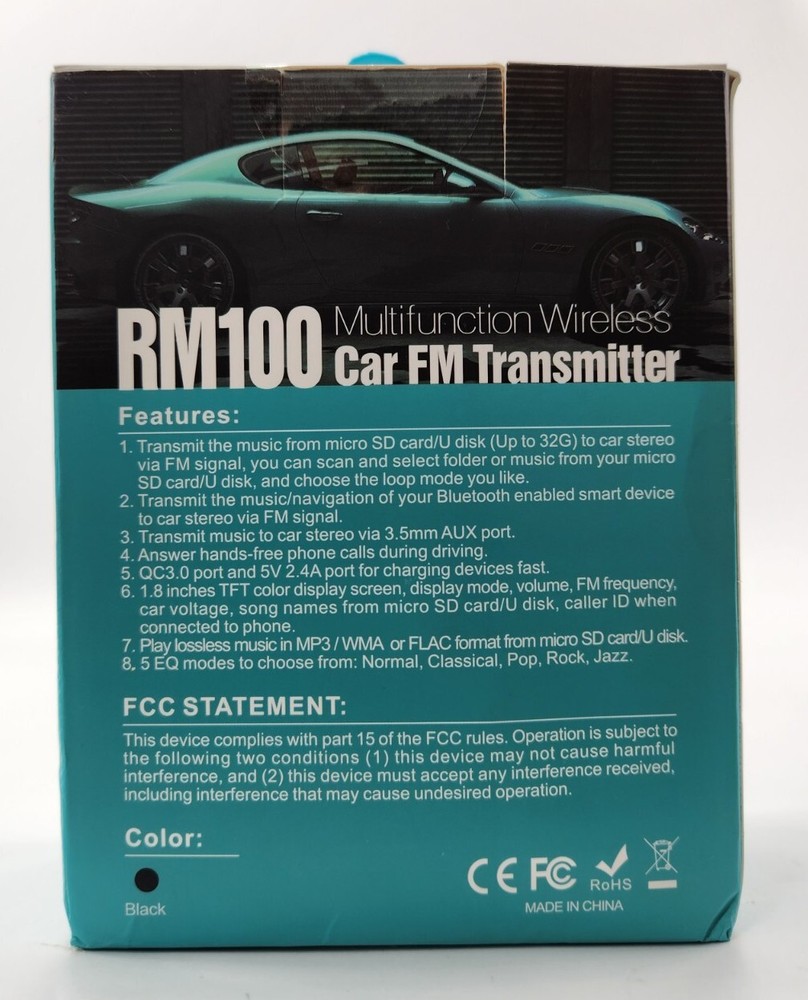 RM100 Multifunction Wireless
Car FM Transmitter
Features:
1. Transmit the music from micro SD card/U disk (Up to 32G) to car stereo
via FM signal, you can scan and select folder or music from your micro
SD card/U disk, and choose the loop mode you like.
2. Transmit the music/navigation of your Bluetooth enabled smart device
to car stereo via FM signal.
3. Transmit music to car stereo via 3.5mm AUX port.
4. Answer hands-free phone calls during driving.
5. QC3.0 port and 5V 2.4A port for charging devices fast.
6. 1.8 inches TFT color display screen, display mode, volume, FM frequency,
car voltage, song names from micro SD card/U disk, caller ID when
connected to phone.
7. Play lossless music in MP3 / WMA or FLAC format from micro SD card/U disk.
8. 5 EQ modes to choose from: Normal, Classical, Pop, Rock, Jazz.
FCC STATEMENT:
This device complies with part 15 of the FCC rules. Operation is subject to
the following two conditions (1) this device may not cause harmful
interference, and (2) this device must accept any interference received,
including interference that may cause undesired operation.
Color:
Black
CE FC RoHS
MADE IN CHINA